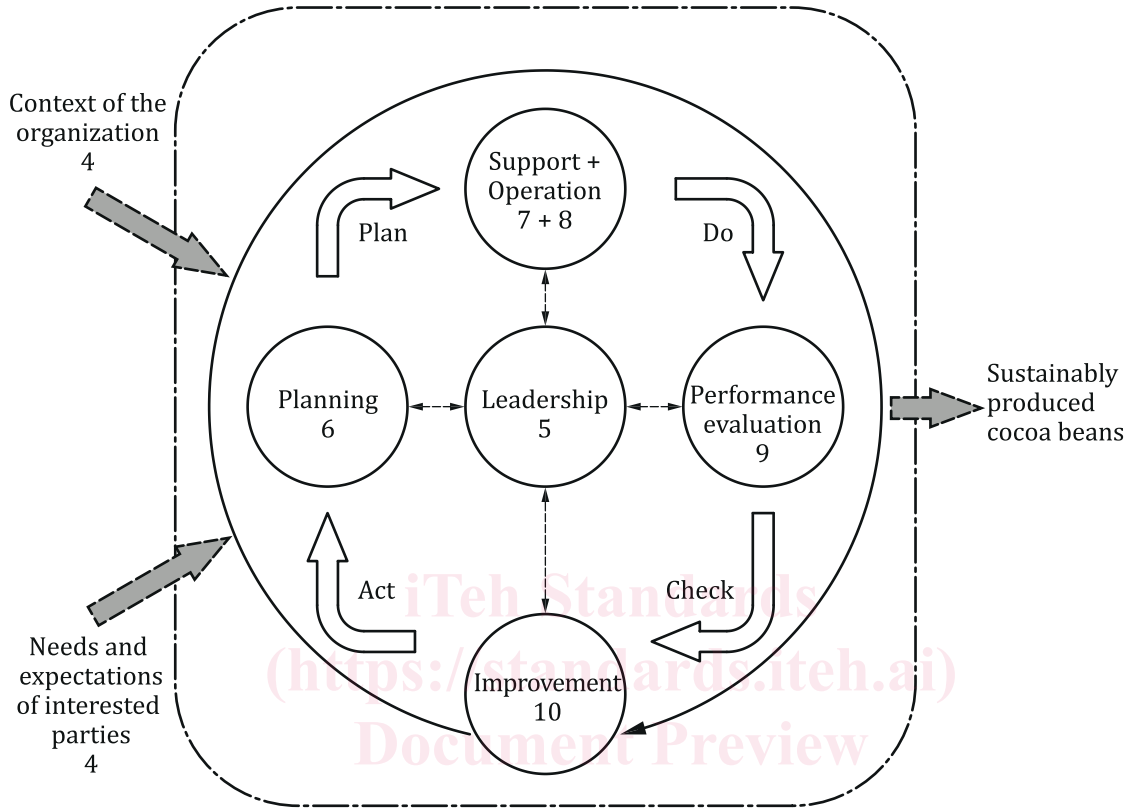 Context of the
organization
4
Support +
Operation
7 + 8
Plan
Do
Planning
6
Leadership
5
Performance
evaluation
9
Sustainably
produced
cocoa beans
Act
Check
iTeh Standards
(https://standards.iteh.ai)
Document Preview
Needs and
expectations
of interested
parties
4
Improvement
10